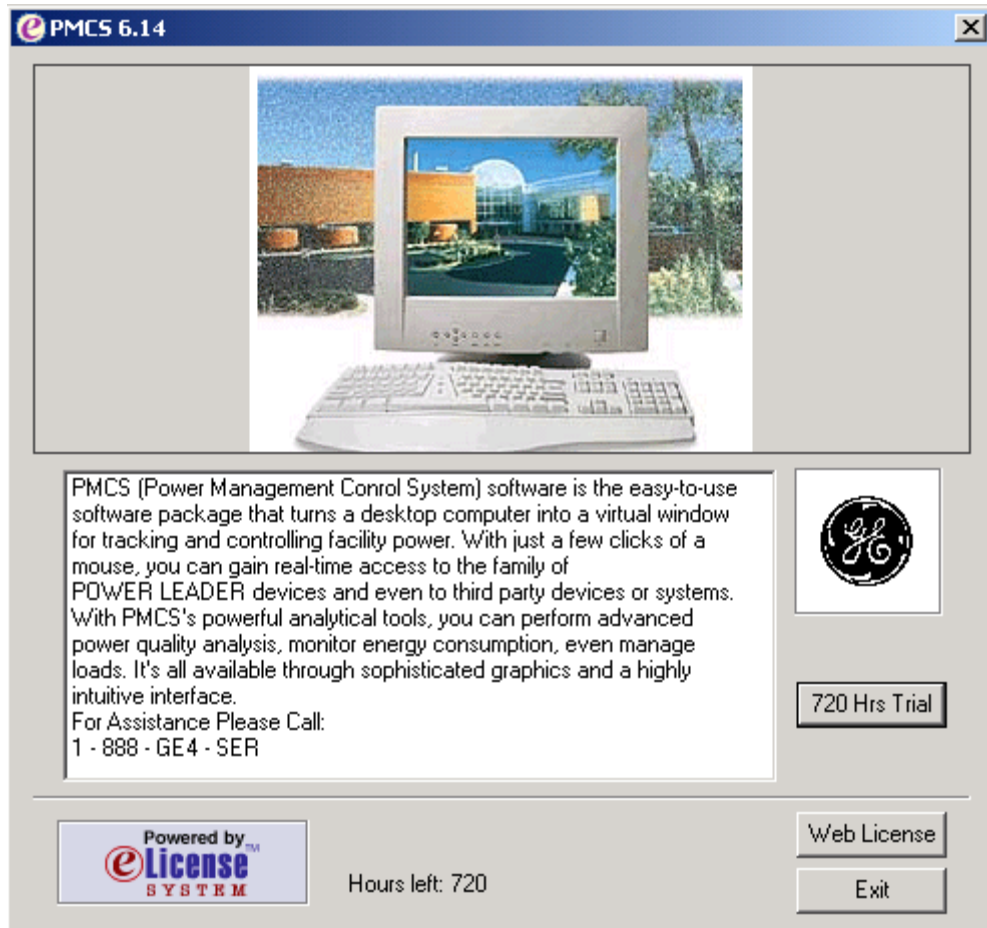 PMCS 6.14
PMCS (Power Management Conrol System) software is the easy-to-use
software package that turns a desktop computer into a virtual window
for tracking and controlling facility power. With just a few clicks of a
mouse, you can gain real-time access to the family of
POWER LEADER devices and even to third party devices or systems.
With PMCS's powerful analytical tools, you can perform advanced
power quality analysis, monitor energy consumption, even manage
loads. It's all available through sophisticated graphics and a highly
intuitive interface.
For Assistance Please Call:
1 - 888 - GE4 - SER
GE
720 Hrs Trial
Powered by
eLicense™
SYSTEM
Hours left: 720
Web License
Exit